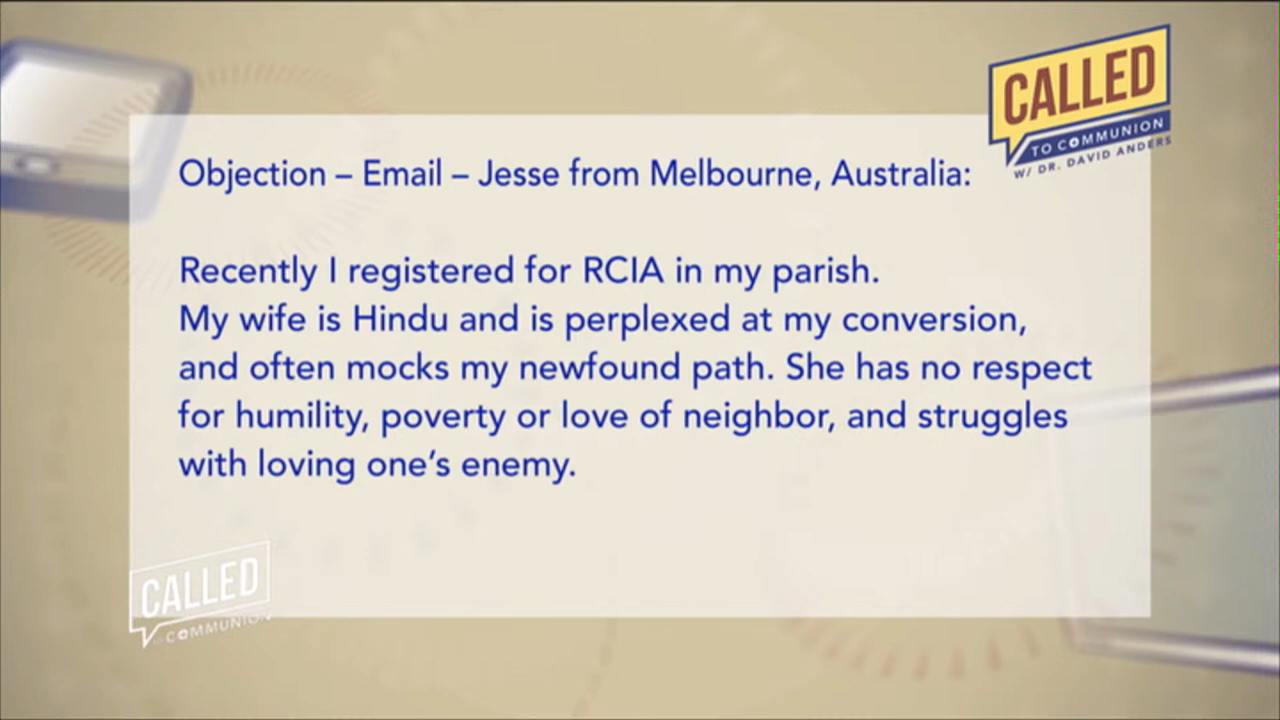 CALLED
TO COMMUNION
W/ DR. DAVID ANDERS
Objection – Email – Jesse from Melbourne, Australia:
Recently I registered for RCIA in my parish.
My wife is Hindu and is perplexed at my conversion,
and often mocks my newfound path. She has no respect
for humility, poverty or love of neighbor, and struggles
with loving one’s enemy.
CALLED
TO COMMUNION